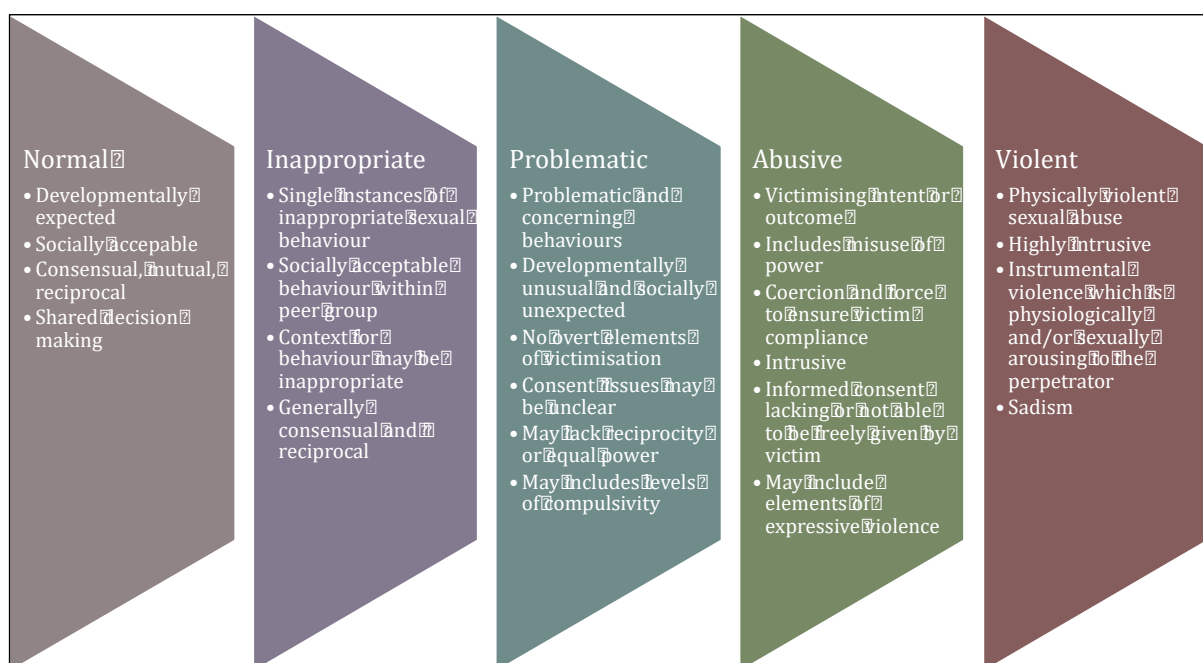 Normal
• Developmentally
expected
• Socially accepable
• Consensual, mutual,
reciprocal
• Shared decision
making
Inappropriate
• Single instances of
inappropriate sexual
behaviour
• Socially acceptable
behaviour within
peer group
• Context for
behaviour may be
inappropriate
• Generally
consensual and
reciprocal
Problematic
• Problematic and
concerning
behaviours
• Developmentally
unusual and socially
unexpected
• No overt elements
of victimisation
• Consent issues may
be unclear
• May lack reciprocity
or equal power
• May includes levels
of compulsivity
Abusive
• Victimising intent or
outcome
• Includes misuse of
power
• Coercion and force
to ensure victim
compliance
• Intrusive
• Informed consent
lacking or not able
to be freely given by
victim
• May include
elements of
expressive violence
Violent
• Physically violent
sexual abuse
• Highly intrusive
• Instrumental
violence which is
physiologically
and/or sexually
arousing to the
perpetrator
• Sadism